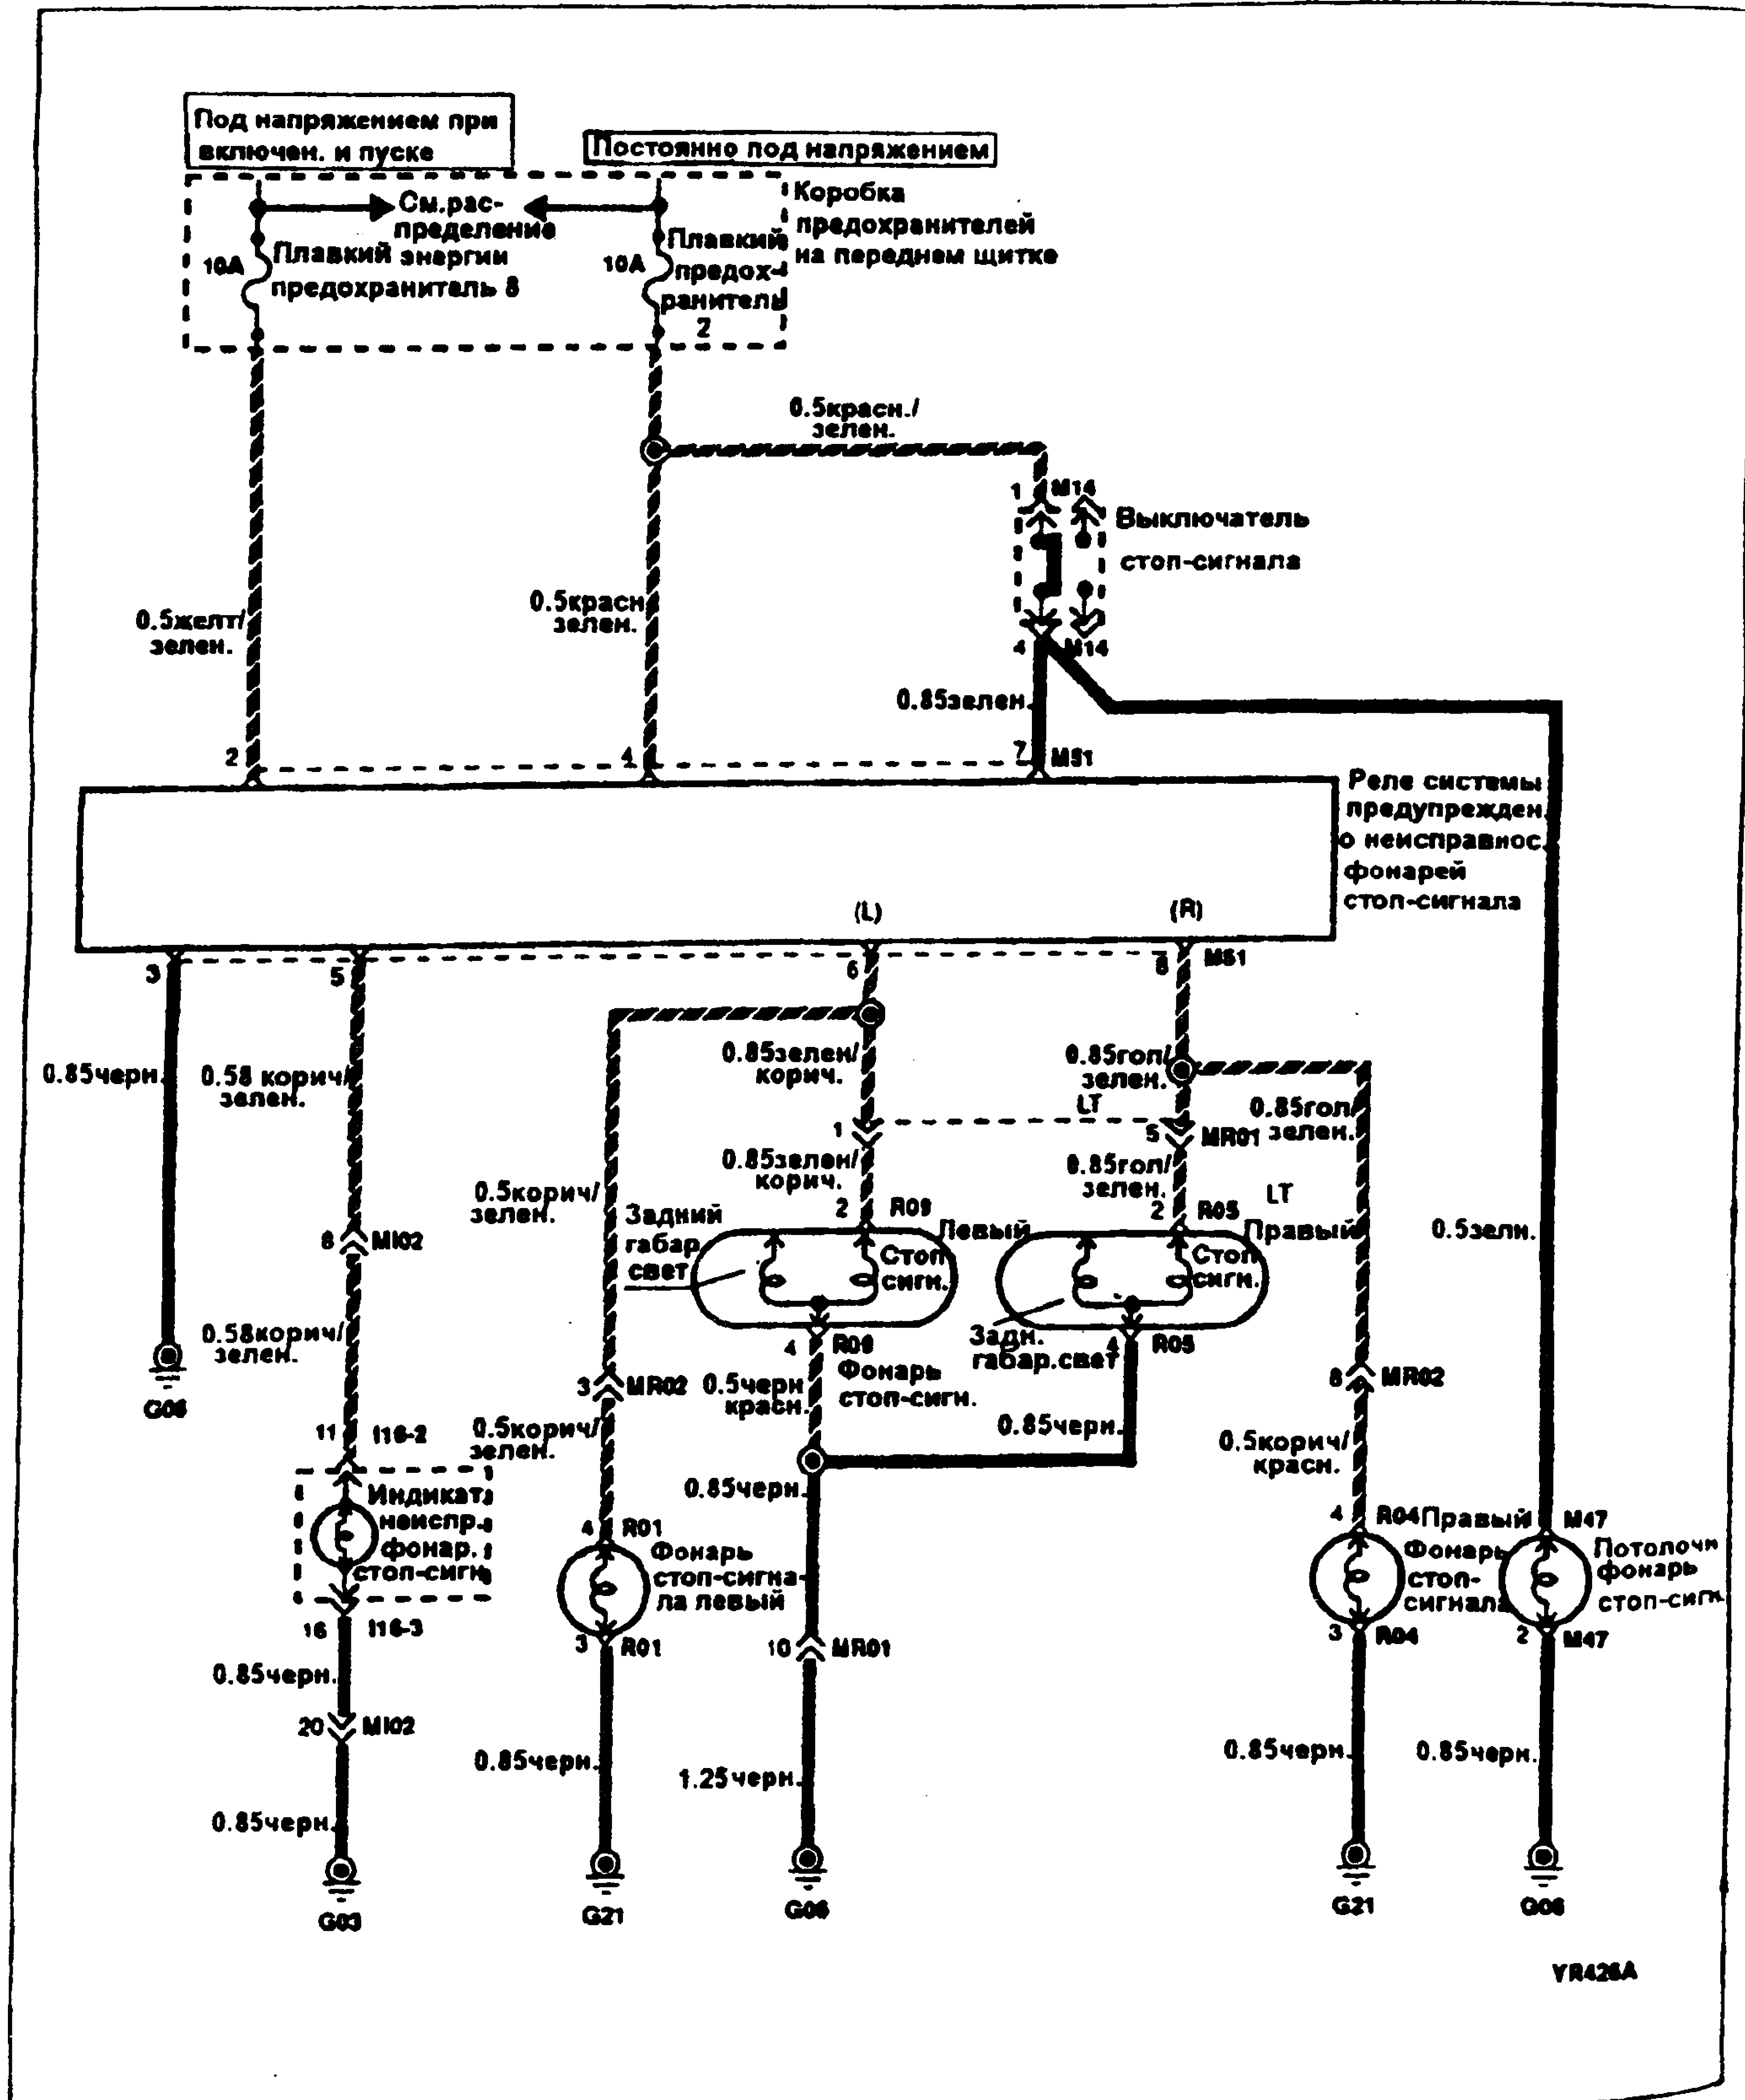 Под напряжением при
включен. и пуске
Постоянно под напряжением
Коробка
предохранителей
на переднем щитке
См.рас-
пределение
энергии
10А
Плавкий
предохранитель 8
10А
Плавкий
предох-
ранитель
2
0.5красн./
зелен.
1 М14
Выключатель
стоп-сигнала
4 М14
0.5желт/
зелен.
0.5красн
зелен.
0.85зелен.
2
4
7 М51
Реле системы
предупрежден.
о неисправнос.
фонарей
стоп-сигнала
(L)
(R)
3
5
6
8 М51
0.85черн.
0.58 корич/
зелен.
0.85зелен/
корич.
0.85гол/
зелен.
LT
0.85гол/
зелен.
1
5 MR01
0.85зелен/
корич.
0.85гол/
зелен.
0.5корич/
зелен.
2 R09
2 R05
LT
Задний
габар.
свет
Левый
Стоп
сигн.
Правый
Стоп
сигн.
0.5зелн.
8 MI02
0.58корич/
зелен.
4 R09
Фонарь
стоп-сигн.
Задн.
габар.свет
4 R05
G06
3 MR02
0.5черн
красн.
0.85черн.
8 MR02
11 I16-2
0.5корич/
зелен.
0.5корич/
красн.
0.85черн.
Индикат.
неиспр.
фонар.
стоп-сигн.
4 R01
Фонарь
стоп-сигна-
ла левый
3 R01
4 R04
Правый
Фонарь
стоп-
сигнала
3 R04
M47
Потолочн
фонарь
стоп-сигн
2 M47
16 I16-3
10 MR01
0.85черн.
20 MI02
0.85черн.
0.85черн.
1.25черн.
0.85черн.
0.85черн.
G03
G21
G06
G21
G06
YR426A